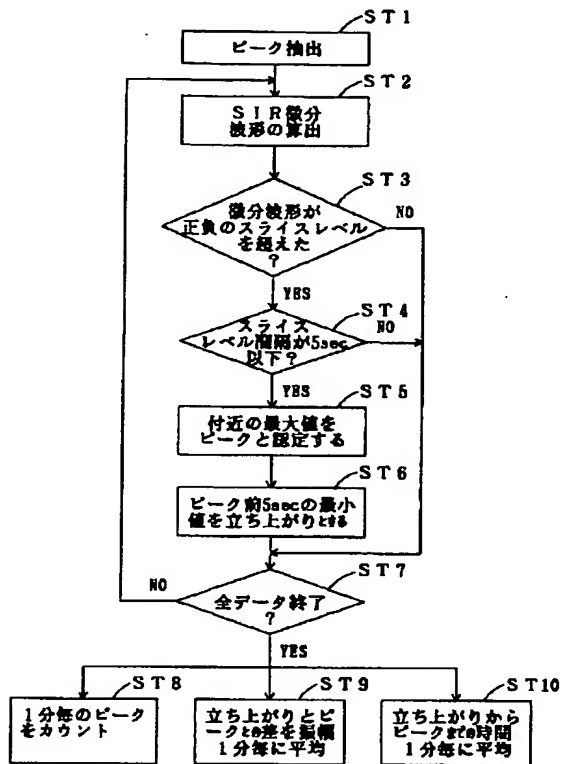 ST1
ピーク抽出
ST2
SIR微分
波形の算出
ST3
微分波形が
正負のスライスレベル
を超えた
?
NO
YES
ST4
スライス
レベル間隔が5sec
以下?
NO
YES
ST5
付近の最大値を
ピークと認定する
ST6
ピーク前5secの最小
値を立ち上がりとする
ST7
NO
全データ終了
?
YES
ST8
1分毎のピーク
をカウント
ST9
立ち上がりとピ
ークとの差を振幅
1分毎に平均
ST10
立ち上がりから
ピークまでの時間
1分毎に平均